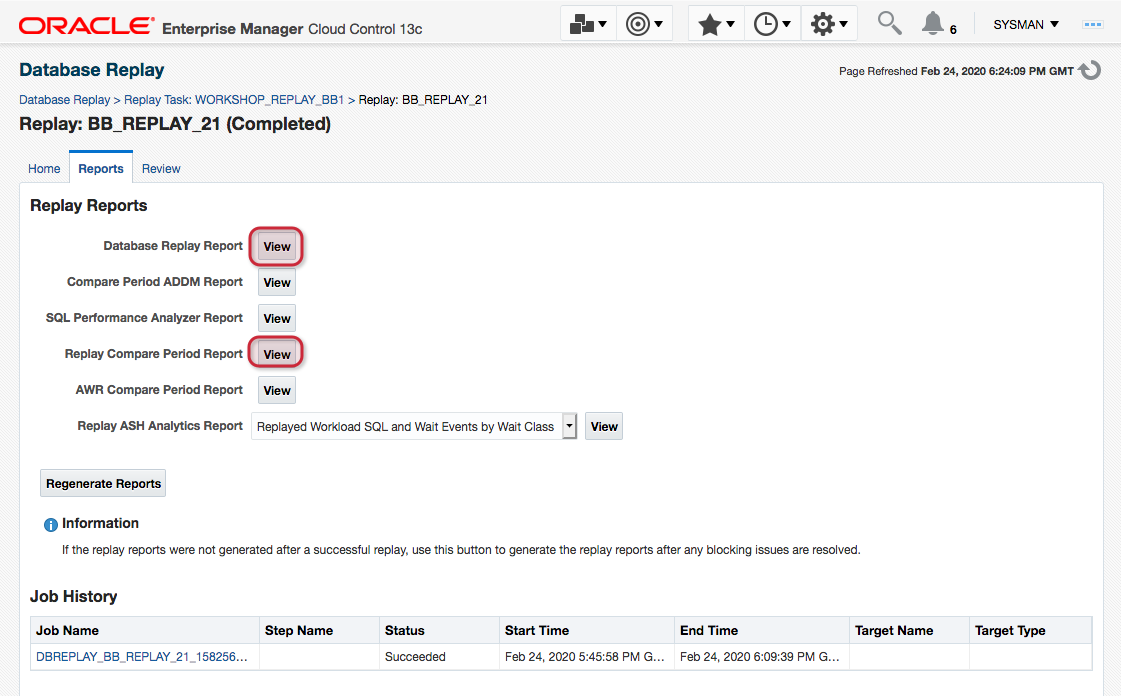 ORACLE Enterprise Manager Cloud Control 13c
6
SYSMAN
Database Replay
Page Refreshed Feb 24, 2020 6:24:09 PM GMT
Database Replay > Replay Task: WORKSHOP_REPLAY_BB1 > Replay: BB_REPLAY_21
Replay: BB_REPLAY_21 (Completed)
Home Reports Review
Replay Reports
Database Replay Report View
Compare Period ADDM Report View
SQL Performance Analyzer Report View
Replay Compare Period Report View
AWR Compare Period Report View
Replay ASH Analytics Report Replayed Workload SQL and Wait Events by Wait Class View
Regenerate Reports
Information
If the replay reports were not generated after a successful replay, use this button to generate the replay reports after any blocking issues are resolved.
Job History
Job Name Step Name Status Start Time End Time Target Name Target Type
DBREPLAY_BB_REPLAY_21_158256... Succeeded Feb 24, 2020 5:45:58 PM G... Feb 24, 2020 6:09:39 PM G...